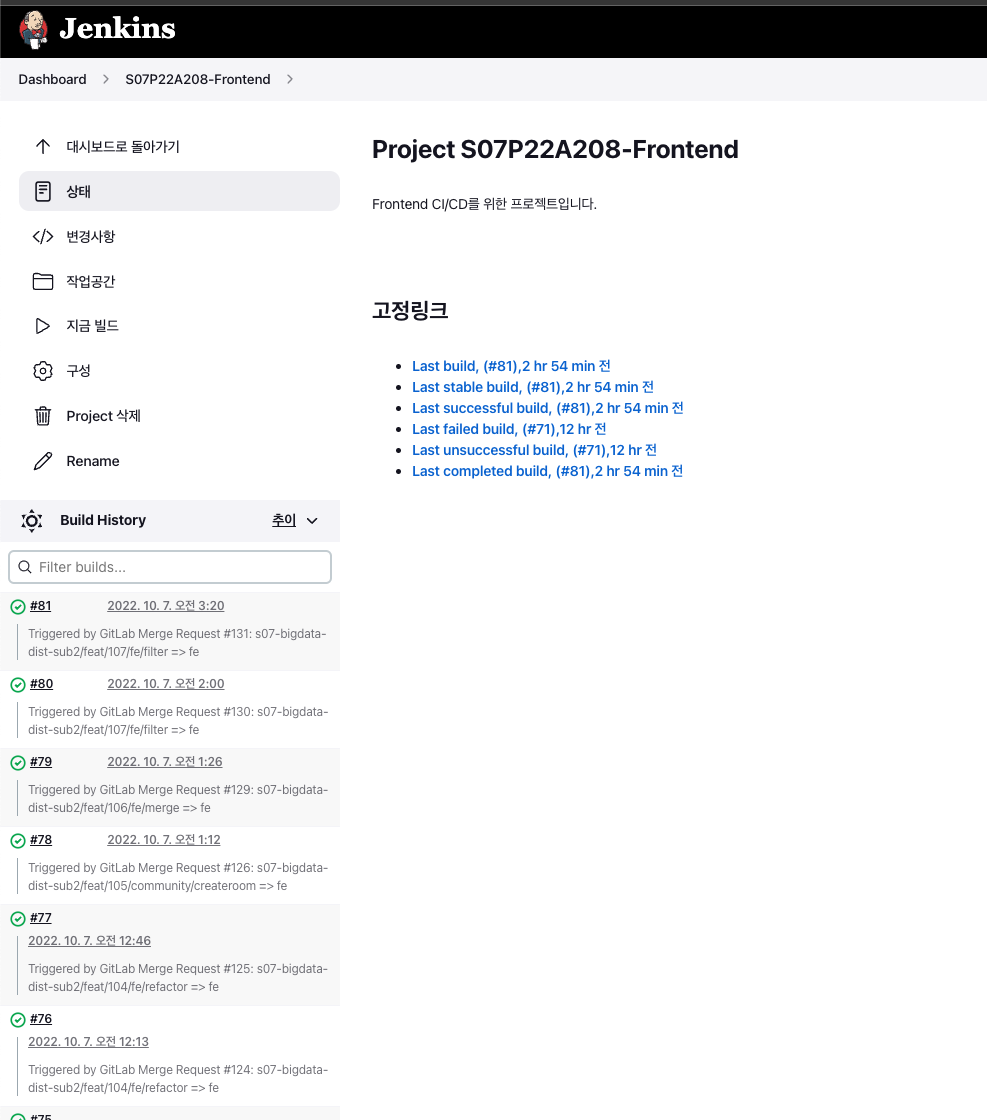 Jenkins
Dashboard
S07P22A208-Frontend
대시보드로 돌아가기
상태
변경사항
작업공간
지금 빌드
구성
Project 삭제
Rename
Build History
추이
Filter builds...
#81
2022. 10. 7. 오전 3:20
Triggered by GitLab Merge Request #131: s07-bigdata-
dist-sub2/feat/107/fe/filter => fe
#80
2022. 10. 7. 오전 2:00
Triggered by GitLab Merge Request #130: s07-bigdata-
dist-sub2/feat/107/fe/filter => fe
#79
2022. 10. 7. 오전 1:26
Triggered by GitLab Merge Request #129: s07-bigdata-
dist-sub2/feat/106/fe/merge => fe
#78
2022. 10. 7. 오전 1:12
Triggered by GitLab Merge Request #126: s07-bigdata-
dist-sub2/feat/105/community/createroom => fe
#77
2022. 10. 7. 오전 12:46
Triggered by GitLab Merge Request #125: s07-bigdata-
dist-sub2/feat/104/fe/refactor => fe
#76
2022. 10. 7. 오전 12:13
Triggered by GitLab Merge Request #124: s07-bigdata-
dist-sub2/feat/104/fe/refactor => fe
#75
Project S07P22A208-Frontend
Frontend CI/CD를 위한 프로젝트입니다.
고정링크
Last build, (#81),2 hr 54 min 전
Last stable build, (#81),2 hr 54 min 전
Last successful build, (#81),2 hr 54 min 전
Last failed build, (#71),12 hr 전
Last unsuccessful build, (#71),12 hr 전
Last completed build, (#81),2 hr 54 min 전